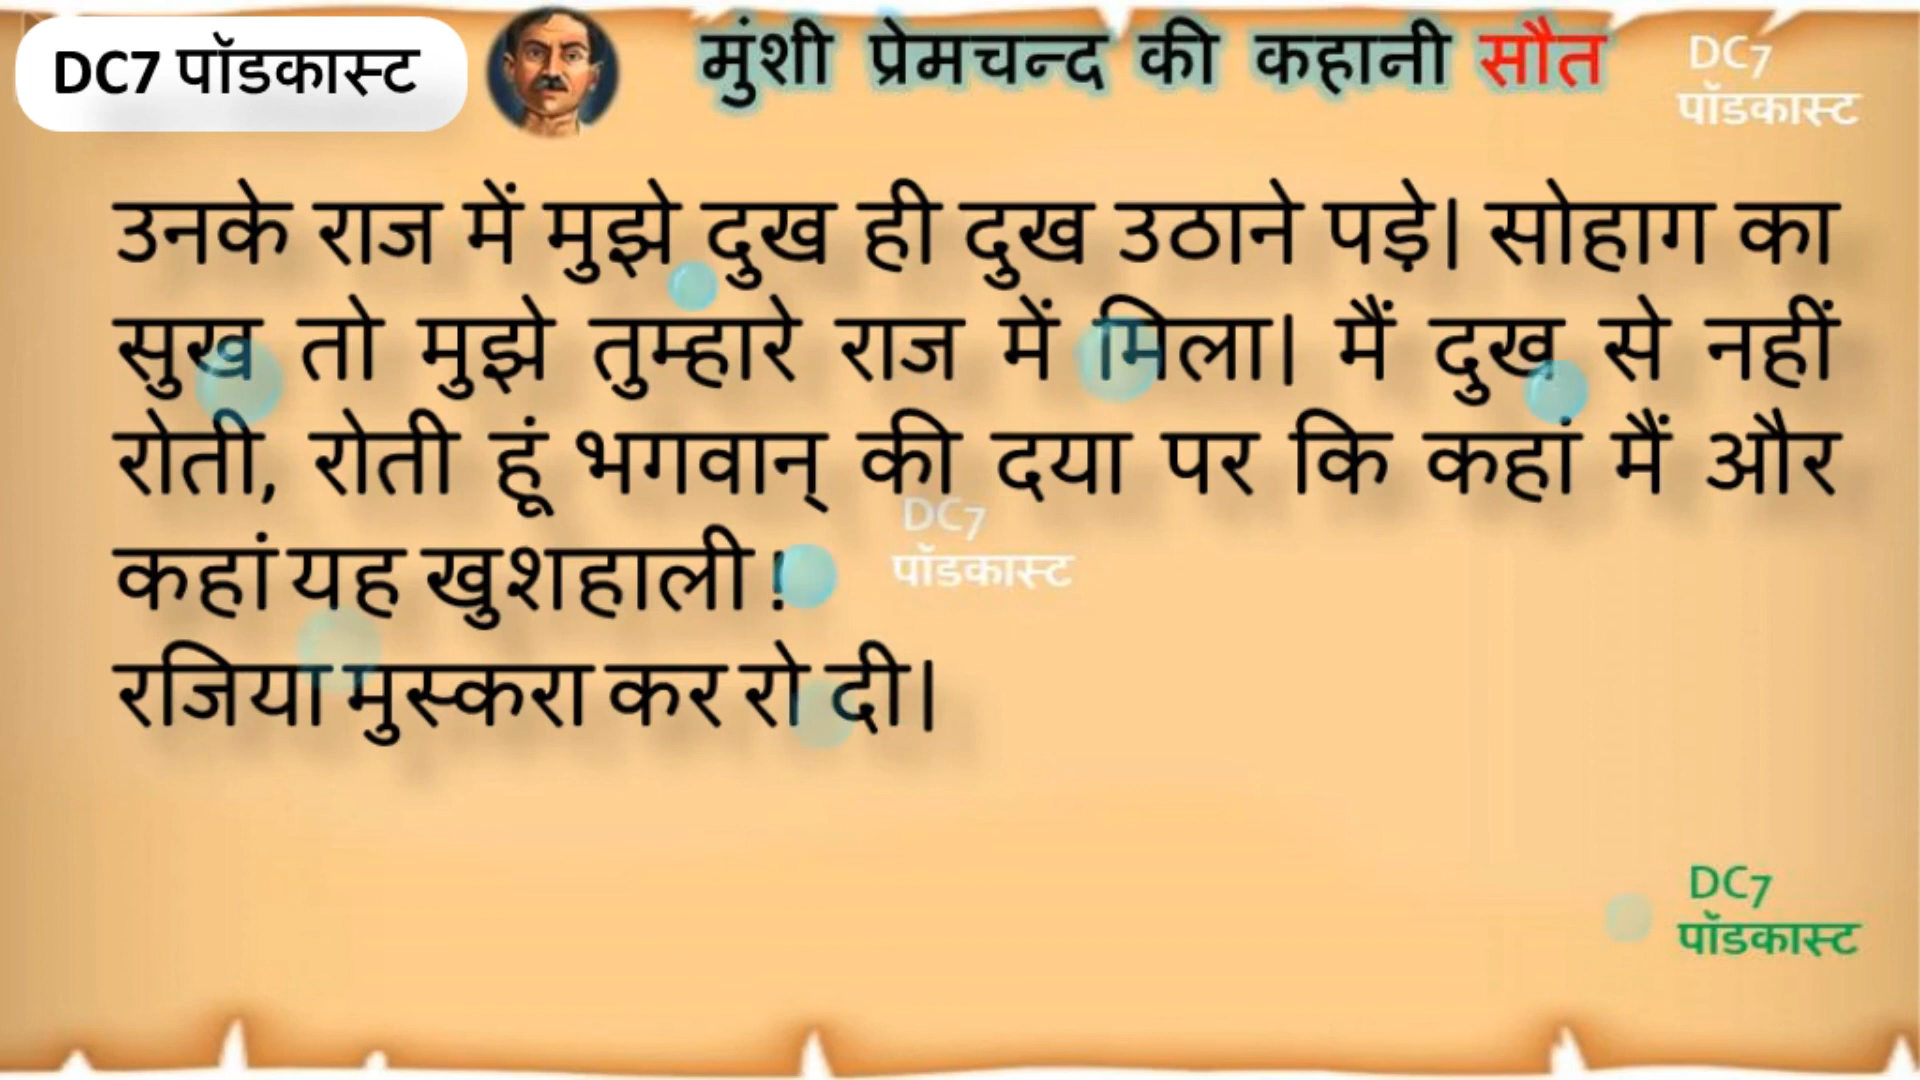 DC7 पॉडकास्ट
मुंशी प्रेमचन्द की कहानी सौत
DC7
पॉडकास्ट
उनके राज में मुझे दुख ही दुख उठाने पड़े। सोहाग का
सुख तो मुझे तुम्हारे राज में मिला। मैं दुख से नहीं
रोती, रोती हूं भगवान् की दया पर कि कहां मैं और
कहां यह खुशहाली !
DC7
पॉडकास्ट
रजिया मुस्करा कर रो दी।
DC7
पॉडकास्ट